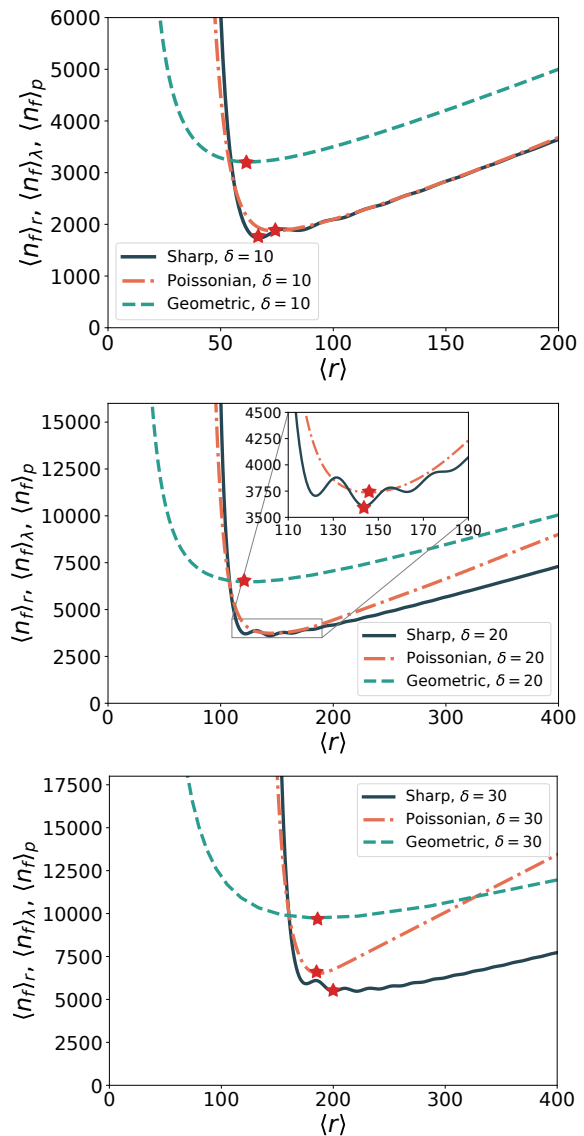 6000
5000
4000
3000
2000
1000
0
⟨n_f⟩_r, ⟨n_f⟩_λ, ⟨n_f⟩_p
Sharp, δ = 10
Poissonian, δ = 10
Geometric, δ = 10
0 50 100 150 200
⟨r⟩
15000
12500
10000
7500
5000
2500
0
⟨n_f⟩_r, ⟨n_f⟩_λ, ⟨n_f⟩_p
4500
4250
4000
3750
3500
110 130 150 170 190
Sharp, δ = 20
Poissonian, δ = 20
Geometric, δ = 20
0 100 200 300 400
⟨r⟩
17500
15000
12500
10000
7500
5000
2500
0
⟨n_f⟩_r, ⟨n_f⟩_λ, ⟨n_f⟩_p
Sharp, δ = 30
Poissonian, δ = 30
Geometric, δ = 30
0 100 200 300 400
⟨r⟩